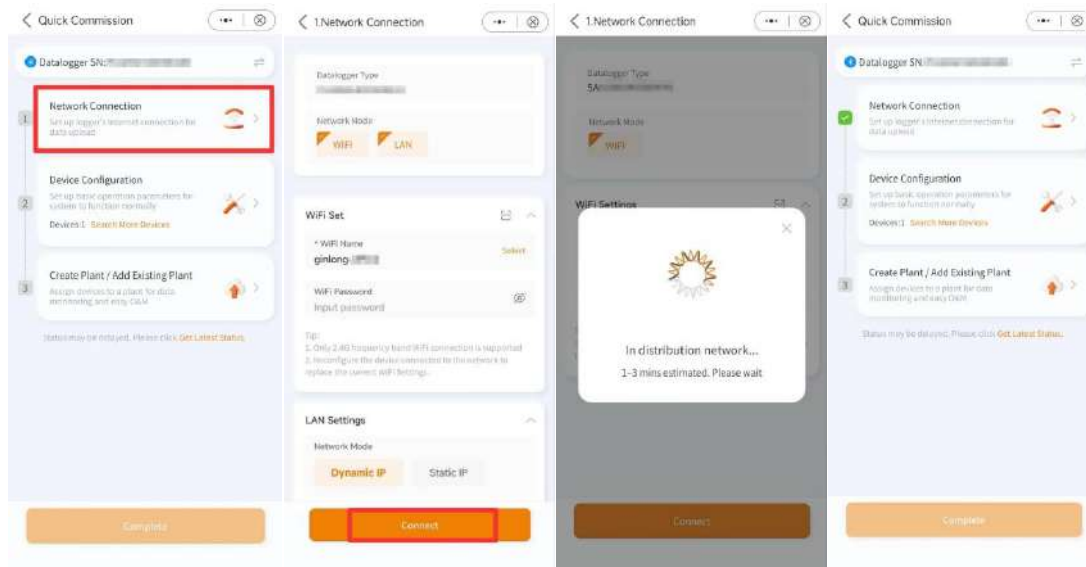 Quick Commission
Datalogger SN:
1
Network Connection
Set up logger's internet connection for
data upload
2
Device Configuration
Set up basic operation parameters for
system to function normally
Devices:1 Search More Devices
3
Create Plant / Add Existing Plant
Assign devices to a plant for data
monitoring and easy O&M
Status may be delayed, Please click Get Latest Status.
Complete
1.Network Connection
Datalogger Type
Network Mode
WIFI
LAN
WiFi Set
* WiFi Name
ginlong-
Select
WiFi Password
Input password
Tip:
1. Only 2.4G frequency band WiFi connection is supported
2. Reconfigure the device connected to the network to
replace the current WiFi Settings.
LAN Settings
Network Mode
Dynamic IP
Static IP
Connect
1.Network Connection
Datalogger Type
SA
Network Mode
WIFI
WiFi Settings
In distribution network...
1-3 mins estimated. Please wait
Connect
Quick Commission
Datalogger SN
Network Connection
Set up logger's internet connection for
data upload
2
Device Configuration
Set up basic operation parameters for
system to function normally
Devices:1 Search More Devices
3
Create Plant / Add Existing Plant
Assign devices to a plant for data
monitoring and easy O&M
Status may be delayed, Please click Get Latest Status.
Complete